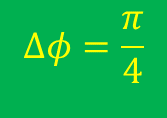 Δϕ = π/4